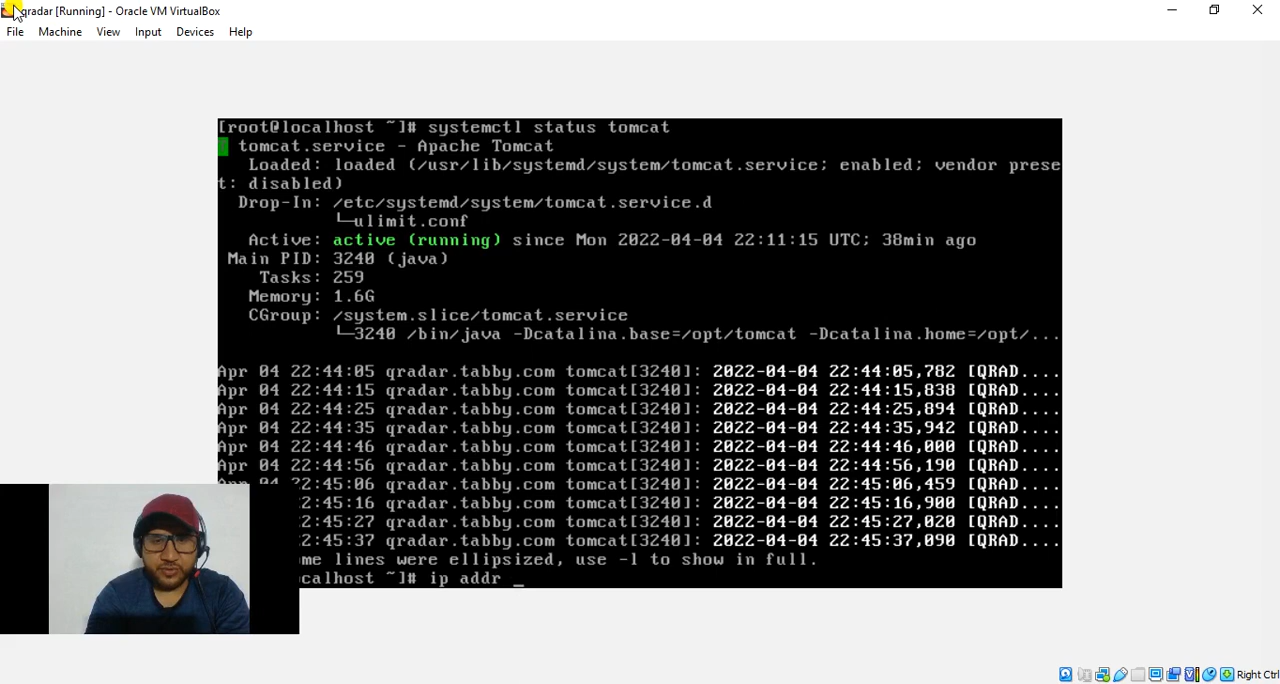 qradar [Running] - Oracle VM VirtualBox
File Machine View Input Devices Help
[root@localhost ~]# systemctl status tomcat
tomcat.service - Apache Tomcat
Loaded: loaded (/usr/lib/systemd/system/tomcat.service; enabled; vendor prese
t: disabled)
Drop-In: /etc/systemd/system/tomcat.service.d
└─ulimit.conf
Active: active (running) since Mon 2022-04-04 22:11:15 UTC; 38min ago
Main PID: 3240 (java)
Tasks: 259
Memory: 1.6G
CGroup: /system.slice/tomcat.service
└─3240 /bin/java -Dcatalina.base=/opt/tomcat -Dcatalina.home=/opt/...
Apr 04 22:44:05 qradar.tabby.com tomcat[3240]: 2022-04-04 22:44:05,782 [QRAD....
Apr 04 22:44:15 qradar.tabby.com tomcat[3240]: 2022-04-04 22:44:15,838 [QRAD....
Apr 04 22:44:25 qradar.tabby.com tomcat[3240]: 2022-04-04 22:44:25,894 [QRAD....
Apr 04 22:44:35 qradar.tabby.com tomcat[3240]: 2022-04-04 22:44:35,942 [QRAD....
Apr 04 22:44:46 qradar.tabby.com tomcat[3240]: 2022-04-04 22:44:46,000 [QRAD....
Apr 04 22:44:56 qradar.tabby.com tomcat[3240]: 2022-04-04 22:44:56,190 [QRAD....
Apr 04 22:45:06 qradar.tabby.com tomcat[3240]: 2022-04-04 22:45:06,459 [QRAD....
2:45:16 qradar.tabby.com tomcat[3240]: 2022-04-04 22:45:16,900 [QRAD....
2:45:27 qradar.tabby.com tomcat[3240]: 2022-04-04 22:45:27,020 [QRAD....
2:45:37 qradar.tabby.com tomcat[3240]: 2022-04-04 22:45:37,090 [QRAD....
me lines were ellipsized, use -l to show in full.
calhost ~]# ip addr _
Right Ctrl